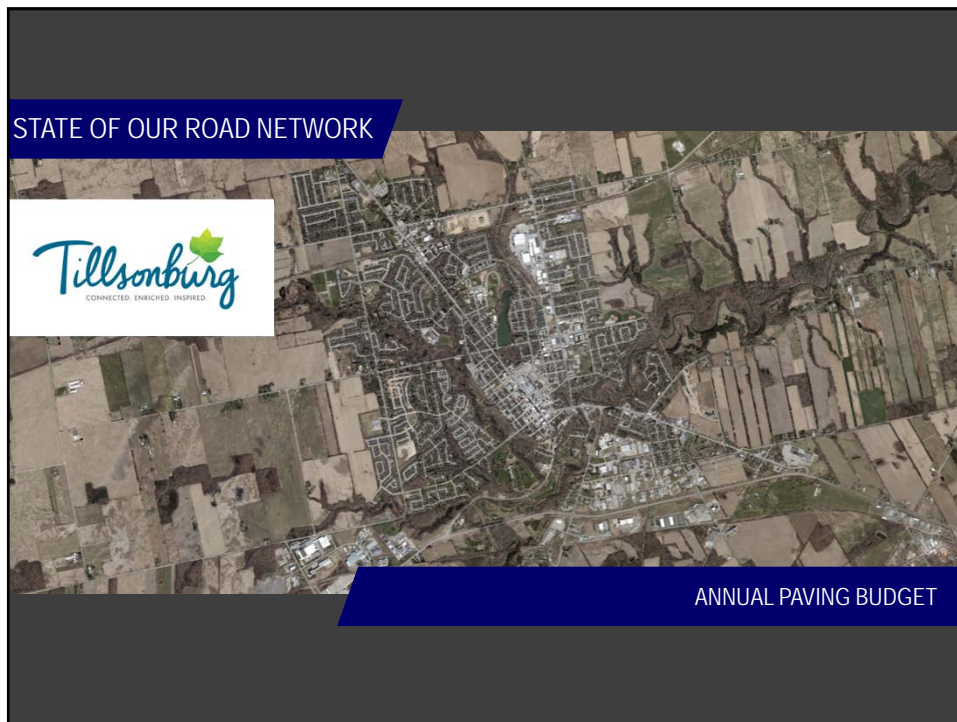 STATE OF OUR ROAD NETWORK
Tillsonburg
CONNECTED. ENRICHED. INSPIRED.
ANNUAL PAVING BUDGET